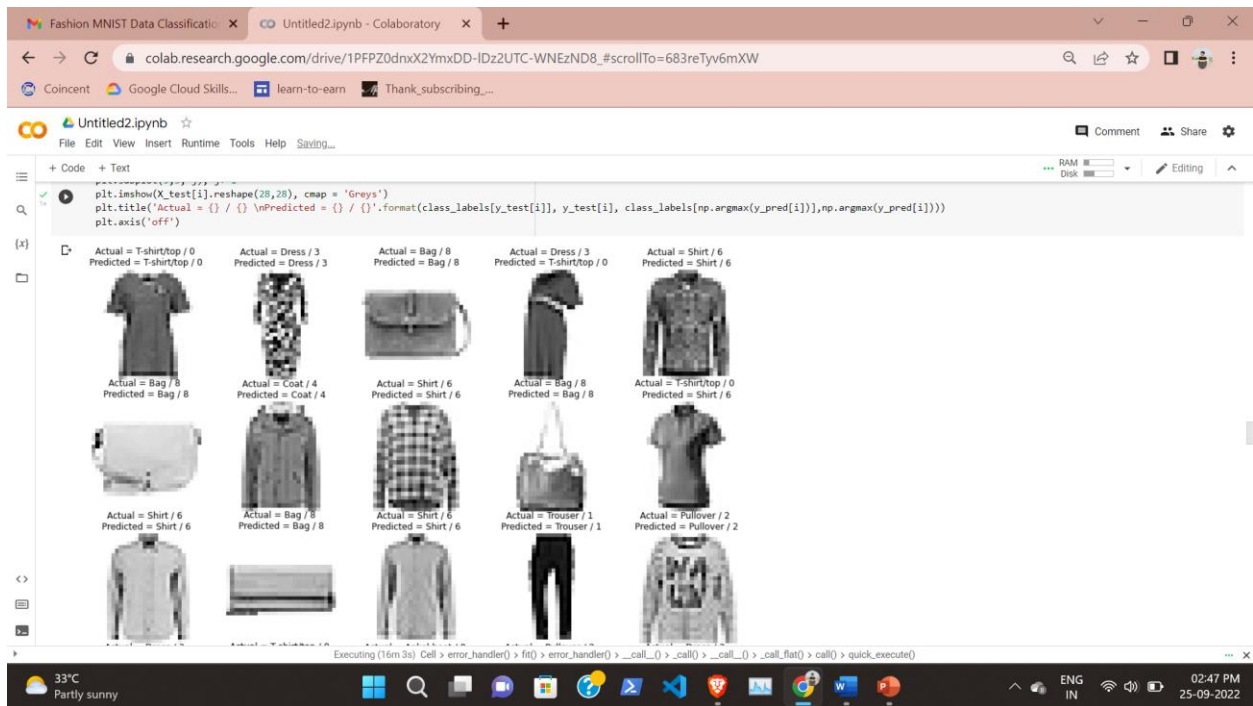 Fashion MNIST Data Classificatio
Untitled2.ipynb - Colaboratory
colab.research.google.com/drive/1PFPZ0dnxX2YmxDD-lDz2UTC-WNEzND8_#scrollTo=683reTyv6mXW
Coincent Google Cloud Skills... learn-to-earn Thank_subscribing_...
CO Untitled2.ipynb
File Edit View Insert Runtime Tools Help Saving...
Comment Share
+ Code + Text
RAM
Disk
Editing
plt.imshow(X_test[i].reshape(28,28), cmap = 'Greys')
plt.title('Actual = {} / {} \nPredicted = {} / {}'.format(class_labels[y_test[i]], y_test[i], class_labels[np.argmax(y_pred[i])],np.argmax(y_pred[i])))
plt.axis('off')
{x}
Actual = T-shirt/top / 0 Actual = Dress / 3 Actual = Bag / 8 Actual = Dress / 3 Actual = Shirt / 6
Predicted = T-shirt/top / 0 Predicted = Dress / 3 Predicted = Bag / 8 Predicted = T-shirt/top / 0 Predicted = Shirt / 6
Actual = Bag / 8 Actual = Coat / 4 Actual = Shirt / 6 Actual = Bag / 8 Actual = T-shirt/top / 0
Predicted = Bag / 8 Predicted = Coat / 4 Predicted = Shirt / 6 Predicted = Bag / 8 Predicted = Shirt / 6
Actual = Shirt / 6 Actual = Bag / 8 Actual = Shirt / 6 Actual = Trouser / 1 Actual = Pullover / 2
Predicted = Shirt / 6 Predicted = Bag / 8 Predicted = Shirt / 6 Predicted = Trouser / 1 Predicted = Pullover / 2
Executing (16m 3s) Cell > error_handler() > fit() > error_handler() > __call__() > _call() > __call__() > _call_flat() > call() > quick_execute()
33°C
Partly sunny
ENG
IN
02:47 PM
25-09-2022